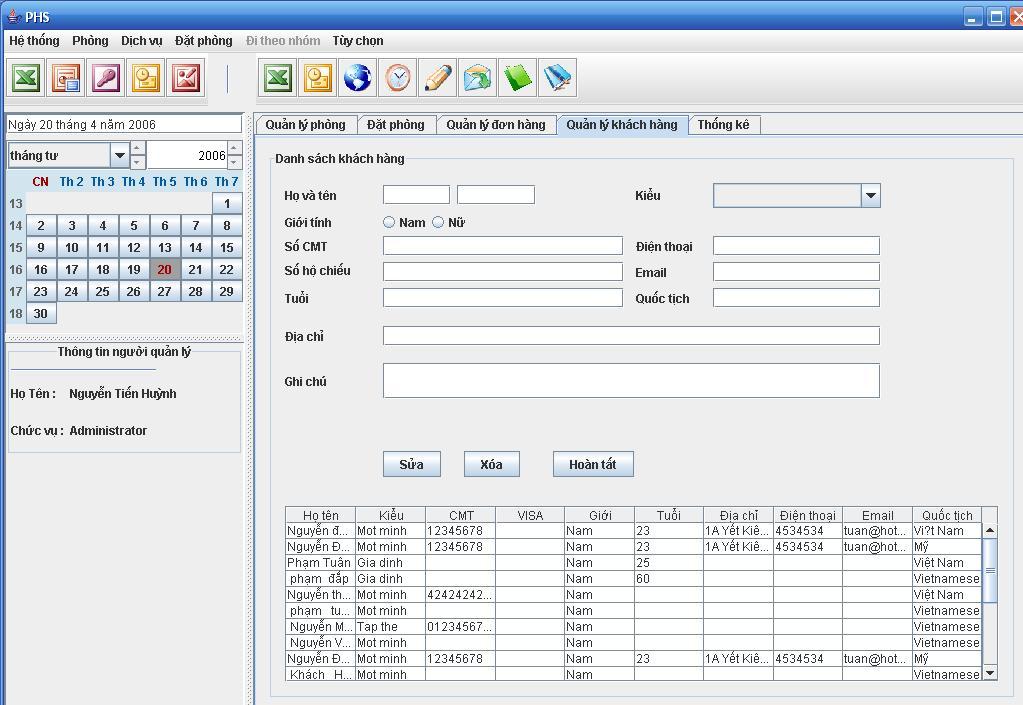 PHS
Hệ thống Phòng Dịch vụ Đặt phòng Đi theo nhóm Tùy chọn
Ngày 20 tháng 4 năm 2006
tháng tư 2006
CN Th 2 Th 3 Th 4 Th 5 Th 6 Th 7
13 1
14 2 3 4 5 6 7 8
15 9 10 11 12 13 14 15
16 16 17 18 19 20 21 22
17 23 24 25 26 27 28 29
18 30
Thông tin người quản lý
Họ Tên : Nguyễn Tiến Huỳnh
Chức vụ : Administrator
Quản lý phòng Đặt phòng Quản lý đơn hàng Quản lý khách hàng Thống kê
Danh sách khách hàng
Họ và tên Kiểu
Giới tính Nam Nữ
Số CMT Điện thoại
Số hộ chiếu Email
Tuổi Quốc tịch
Địa chỉ
Ghi chú
Sửa Xóa Hoàn tất
Họ tên Kiểu CMT VISA Giới Tuổi Địa chỉ Điện thoại Email Quốc tịch
Nguyễn đ... Mot minh 12345678 Nam 23 1A Yết Kiê... 4534534 tuan@hot... Vi?t Nam
Nguyễn Đ... Mot minh 12345678 Nam 23 1A Yết Kiê... 4534534 tuan@hot... Mỹ
Phạm Tuân Gia dinh Nam 25 Việt Nam
phạm đắp Gia dinh Nam 60 Vietnamese
Nguyễn th... Mot minh 42424242... Nam Việt Nam
phạm tu... Mot minh Nam Vietnamese
Nguyễn M... Tap the 01234567... Nam Vietnamese
Nguyễn V... Mot minh Nam Vietnamese
Nguyễn Đ... Mot minh 12345678 Nam 23 1A Yết Kiê... 4534534 tuan@hot... Mỹ
Khách H... Mot minh Nam Vietnamese